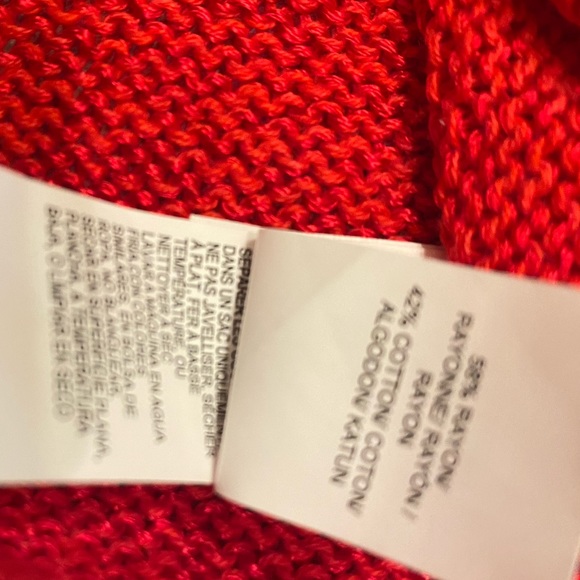 58% RAYON/
RAYONNE/ RAYON/
RAYON
42% COTTON/ COTON/
ALGODON/ KATUN
SÉPARÉMENT
DANS UN SAC UNIQUEMENT
NE PAS JAVELLISER, SÉCHER
À PLAT, FER À BASSE
TEMPÉRATURE, OU
NETTOYER À SEC
LAVAR A MÁQUINA EN AGUA
FRÍA CON COLORES
SIMILARES, EN BOLSA DE
ROPA, NO BLANQUEAR,
SECAR EN SUPERFICIE PLANA,
PLANCHA A TEMPERATURA
BAJA, O LIMPIAR EN SECO